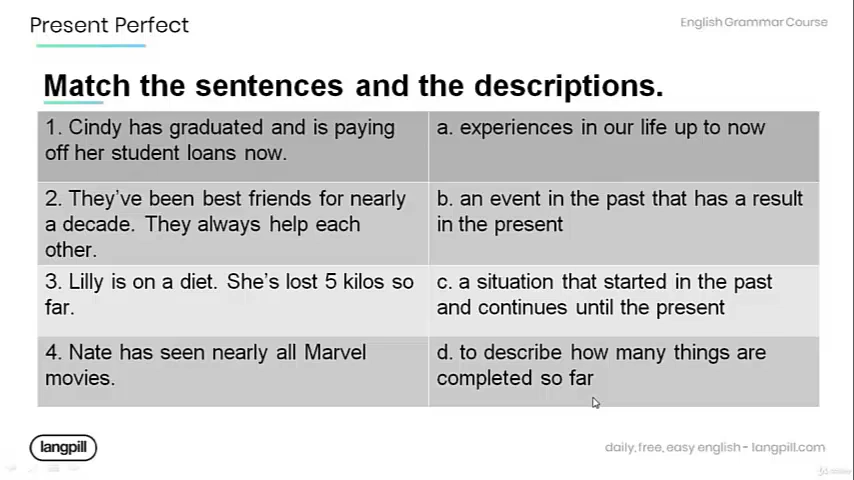 Present Perfect
English Grammar Course
Match the sentences and the descriptions.
1. Cindy has graduated and is paying
off her student loans now.
a. experiences in our life up to now
2. They've been best friends for nearly
a decade. They always help each
other.
b. an event in the past that has a result
in the present
3. Lilly is on a diet. She's lost 5 kilos so
far.
c. a situation that started in the past
and continues until the present
4. Nate has seen nearly all Marvel
movies.
d. to describe how many things are
completed so far
langpill
daily, free, easy english - langpill.com